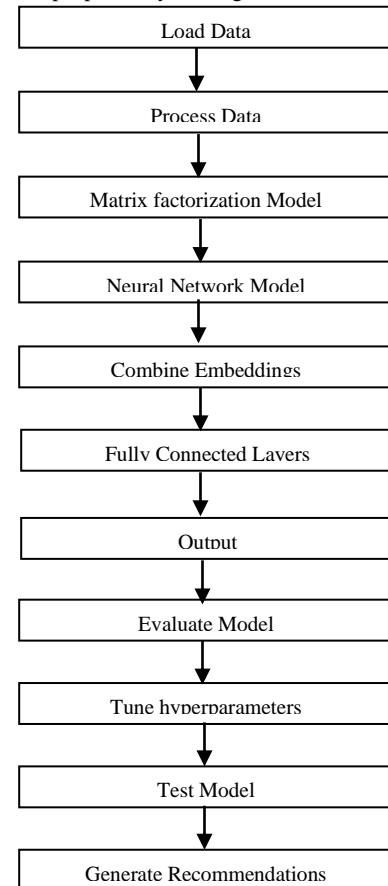 Load Data
Process Data
Matrix factorization Model
Neural Network Model
Combine Embeddings
Fully Connected Layers
Output
Evaluate Model
Tune hyperparameters
Test Model
Generate Recommendations